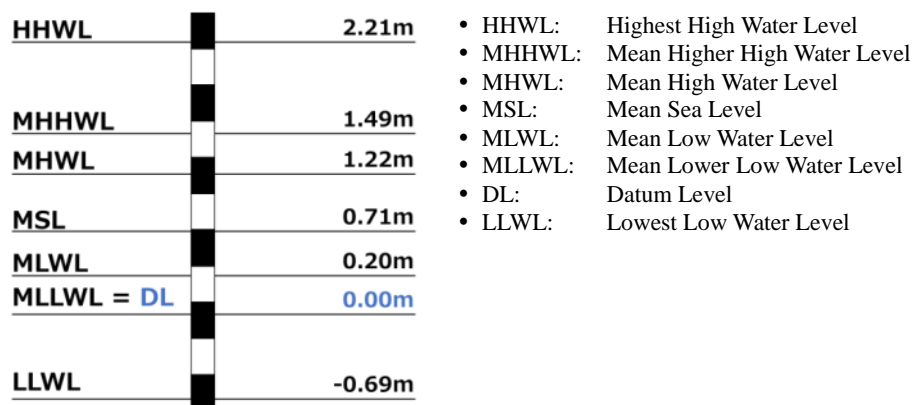 HHWL 2.21m
MHHWL 1.49m
MHWL 1.22m
MSL 0.71m
MLWL 0.20m
MLLWL = DL 0.00m
LLWL -0.69m
• HHWL: Highest High Water Level
• MHHWL: Mean Higher High Water Level
• MHWL: Mean High Water Level
• MSL: Mean Sea Level
• MLWL: Mean Low Water Level
• MLLWL: Mean Lower Low Water Level
• DL: Datum Level
• LLWL: Lowest Low Water Level